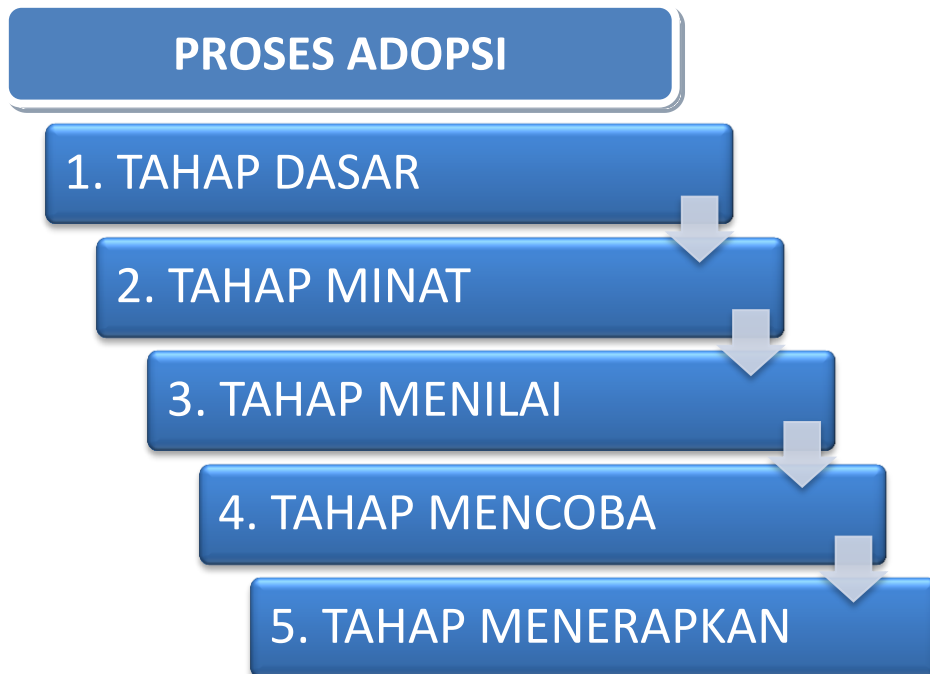 PROSES ADOPSI
1. TAHAP DASAR
2. TAHAP MINAT
3. TAHAP MENILAI
4. TAHAP MENCOBA
5. TAHAP MENERAPKAN